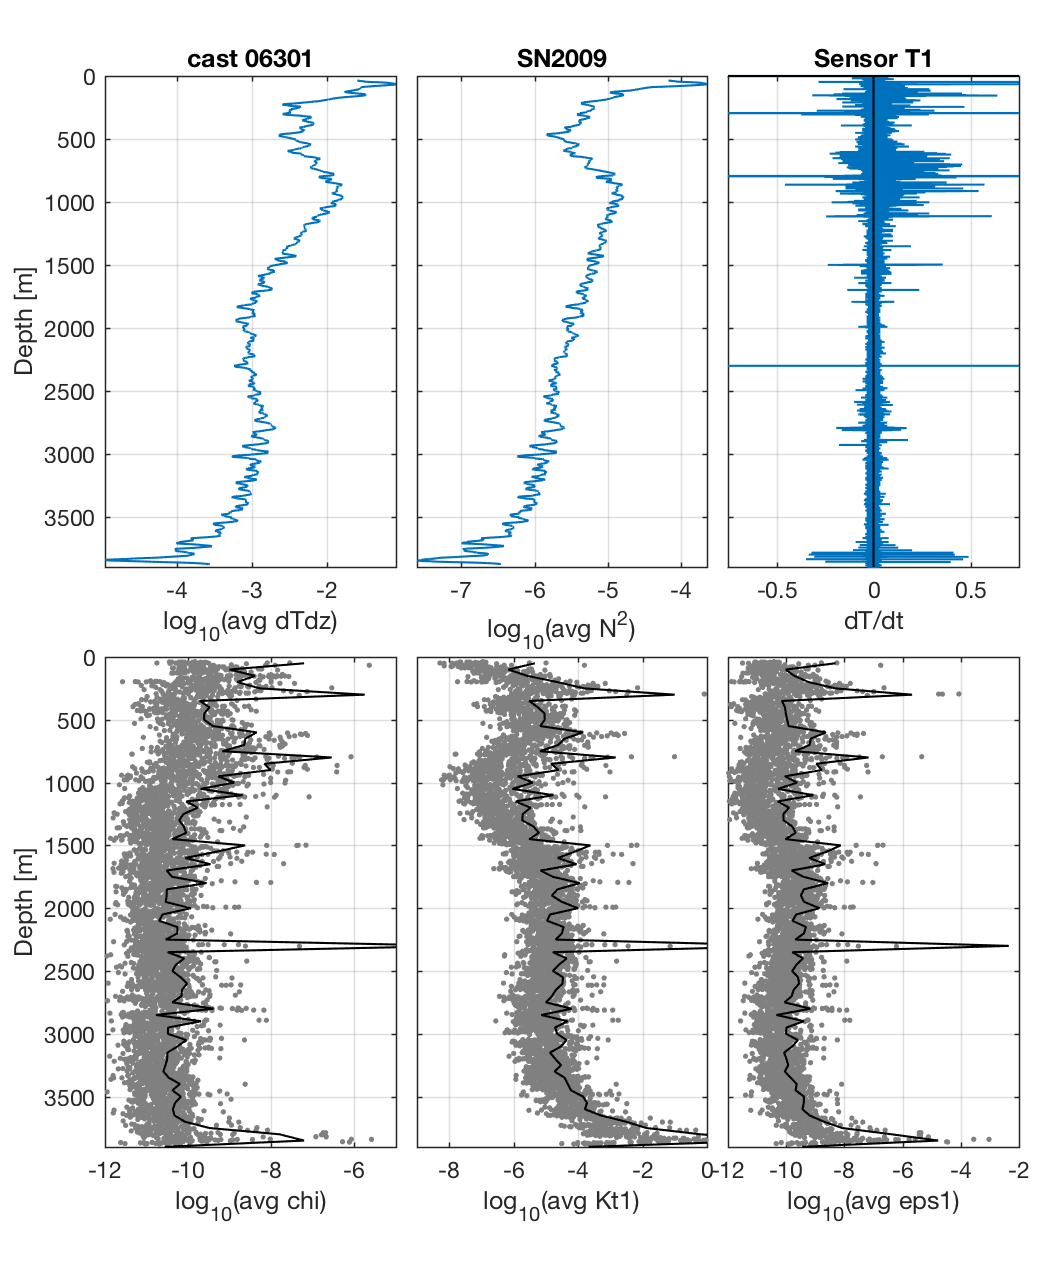 cast 06301
SN2009
Sensor T1
0
500
1000
1500
2000
2500
3000
3500
Depth [m]
-4 -3 -2
log10(avg dTdz)
-7 -6 -5 -4
log10(avg N2)
-0.5 0 0.5
dT/dt
0
500
1000
1500
2000
2500
3000
3500
Depth [m]
-12 -10 -8 -6
log10(avg chi)
-8 -6 -4 -2 0
log10(avg Kt1)
-12 -10 -8 -6 -4 -2
log10(avg eps1)